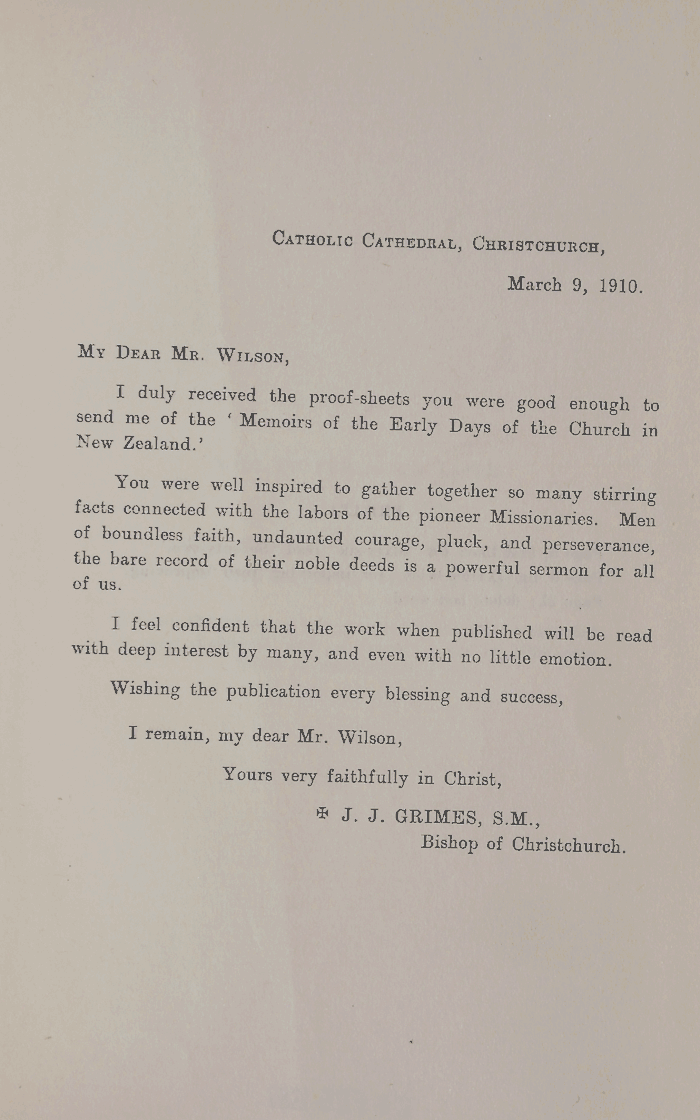 Catholic Cathedral, Christchurch,
March 9, 1910.
My Dear Mr. Wilson,
I duly received the proof-sheets you were good enough to
send me of the ‘ Memoirs of the Early Days of the Church in
New Zealand.’
You were well inspired to gather together so many stirring
facts connected with the labors of the pioneer Missionaries. Men
of boundless faith, undaunted courage, pluck, and perseverance,
the bare record of their noble deeds is a powerful sermon for all
of us.
I feel confident that the work when published will be read
with deep interest by many, and even with no little emotion.
Wishing the publication every blessing and success,
I remain, my dear Mr. Wilson,
Yours very faithfully in Christ,
✠ J. J. GRIMES, S.M.,
Bishop of Christchurch.